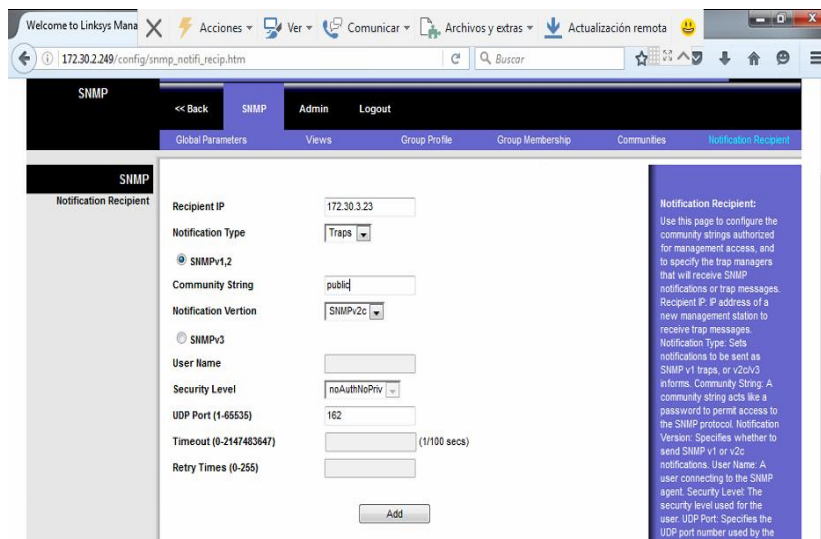 Welcome to Linksys Mana
Acciones
Ver
Comunicar
Archivos y extras
Actualización remota
172.30.2.249/config/snmp_notifi_recip.htm
Buscar
SNMP
<< Back
SNMP
Admin
Logout
Global Parameters
Views
Group Profile
Group Membership
Communities
Notification Recipient
SNMP
Notification Recipient
Recipient IP
172.30.3.23
Notification Type
Traps
SNMPv1,2
Community String
public
Notification Vertion
SNMPv2c
SNMPv3
User Name
Security Level
noAuthNoPriv
UDP Port (1-65535)
162
Timeout (0-2147483647)
(1/100 secs)
Retry Times (0-255)
Add
Notification Recipient:
Use this page to configure the
community strings authorized
for management access, and
to specify the trap managers
that will receive SNMP
notifications or trap messages.
Recipient IP: IP address of a
new management station to
receive trap messages.
Notification Type: Sets
notifications to be sent as
SNMP v1 traps, or v2c/v3
informs. Community String: A
community string acts like a
password to permit access to
the SNMP protocol. Notification
Version: Specifies whether to
send SNMP v1 or v2c
notifications. User Name: A
user connecting to the SNMP
agent. Security Level: The
security level used for the
user. UDP Port: Specifies the
UDP port number used by the